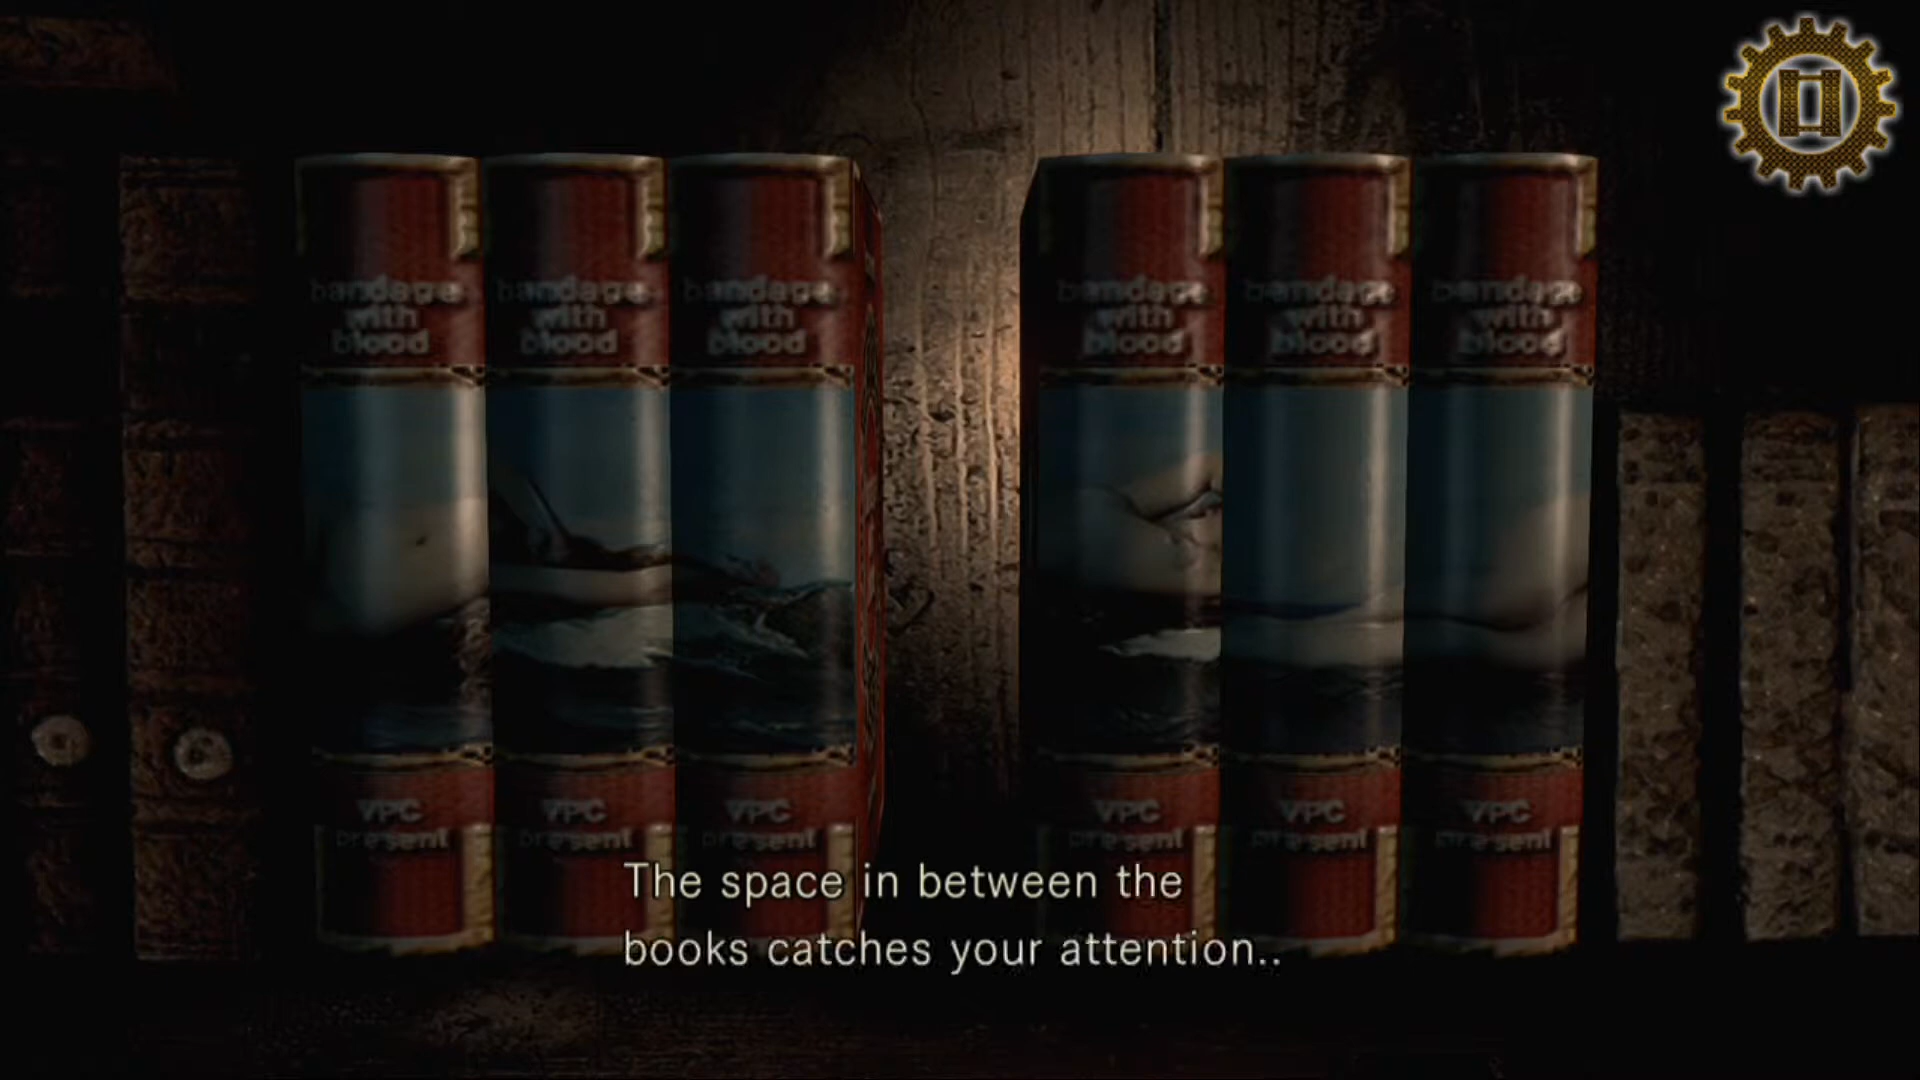 bandage
with
blood
bandage
with
blood
bandage
with
blood
bandage
with
blood
bandage
with
blood
bandage
with
blood
VPC
present
VPC
present
VPC
present
VPC
present
VPC
present
VPC
present
The space in between the
books catches your attention..